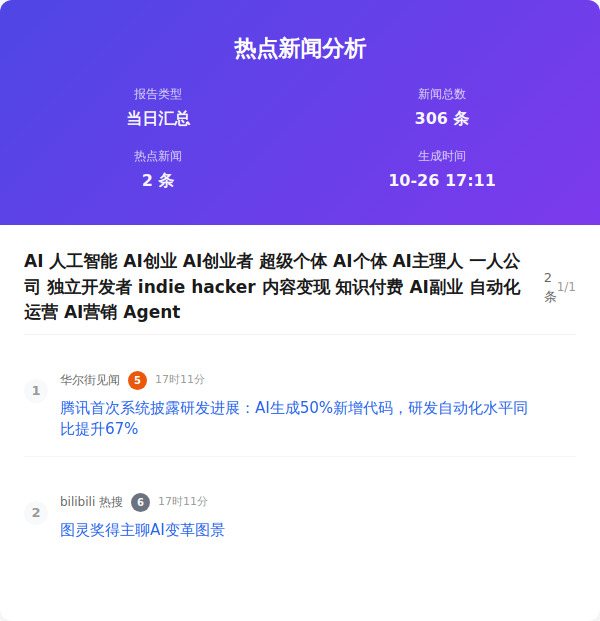 热点新闻分析
报告类型
新闻总数
当日汇总
306 条
热点新闻
生成时间
2 条
10-26 17:11
AI 人工智能 AI创业 AI创业者 超级个体 AI个体 AI主理人 一人公
司 独立开发者 indie hacker 内容变现 知识付费 AI副业 自动化
运营 AI营销 Agent
2
条
1/1
1
华尔街见闻 5 17时11分
腾讯首次系统披露研发进展：AI生成50%新增代码，研发自动化水平同
比提升67%
2
bilibili 热搜 6 17时11分
图灵奖得主聊AI变革图景